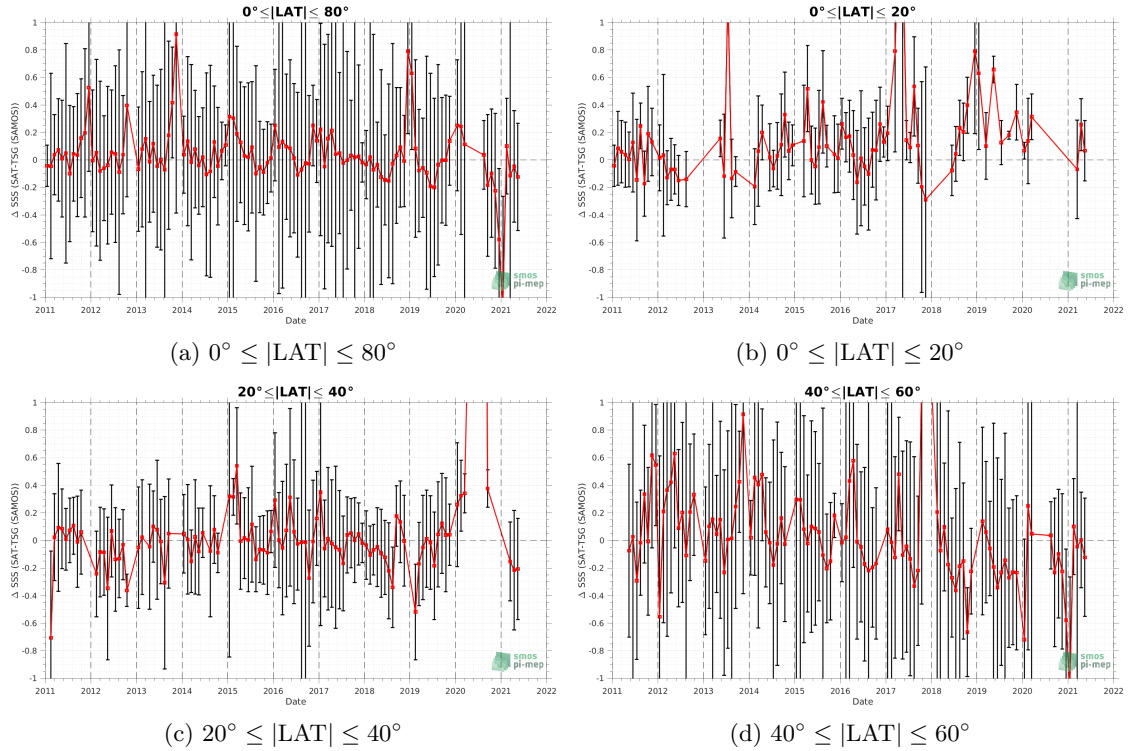 0°≤|LAT|≤ 80°
Δ SSS (SAT-TSG (SAMOS))
1
0.8
0.6
0.4
0.2
0
-0.2
-0.4
-0.6
-0.8
-1
2011 2012 2013 2014 2015 2016 2017 2018 2019 2020 2021 2022
Date
smos
pi-mep
(a) 0° ≤ |LAT| ≤ 80°
0°≤|LAT|≤ 20°
Δ SSS (SAT-TSG (SAMOS))
1
0.8
0.6
0.4
0.2
0
-0.2
-0.4
-0.6
-0.8
-1
2011 2012 2013 2014 2015 2016 2017 2018 2019 2020 2021 2022
Date
smos
pi-mep
(b) 0° ≤ |LAT| ≤ 20°
20°≤|LAT|≤ 40°
Δ SSS (SAT-TSG (SAMOS))
1
0.8
0.6
0.4
0.2
0
-0.2
-0.4
-0.6
-0.8
-1
2011 2012 2013 2014 2015 2016 2017 2018 2019 2020 2021 2022
Date
smos
pi-mep
(c) 20° ≤ |LAT| ≤ 40°
40°≤|LAT|≤ 60°
Δ SSS (SAT-TSG (SAMOS))
1
0.8
0.6
0.4
0.2
0
-0.2
-0.4
-0.6
-0.8
-1
2011 2012 2013 2014 2015 2016 2017 2018 2019 2020 2021 2022
Date
smos
pi-mep
(d) 40° ≤ |LAT| ≤ 60°